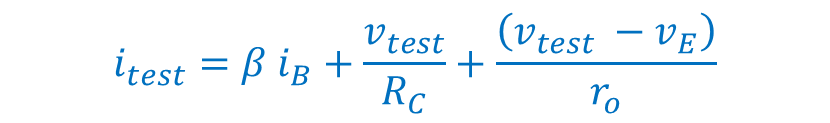 i_test = β i_B + v_test / R_C + (v_test − v_E) / r_o